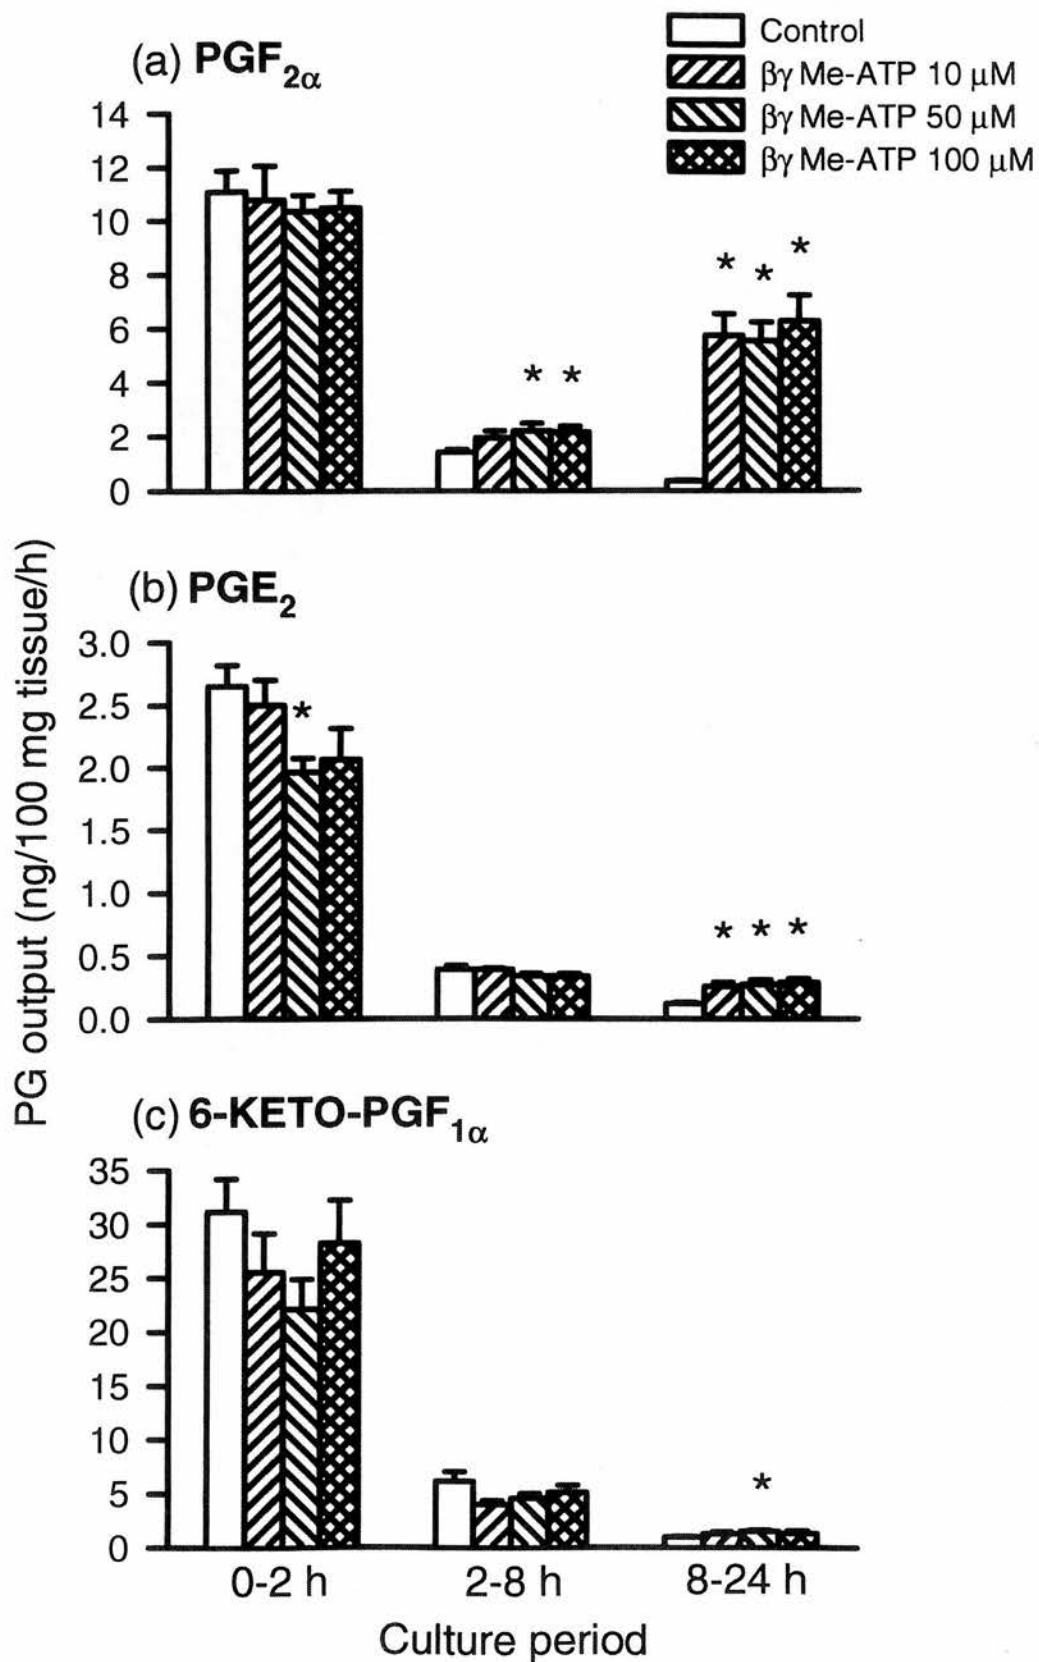 Control
βγ Me-ATP 10 μM
βγ Me-ATP 50 μM
βγ Me-ATP 100 μM
(a) PGF2α
14
12
10
8
6
4
2
0
* * * * *
PG output (ng/100 mg tissue/h)
(b) PGE2
3.0
2.5
2.0
1.5
1.0
0.5
0.0
* * * *
(c) 6-KETO-PGF1α
35
30
25
20
15
10
5
0
*
0-2 h 2-8 h 8-24 h
Culture period